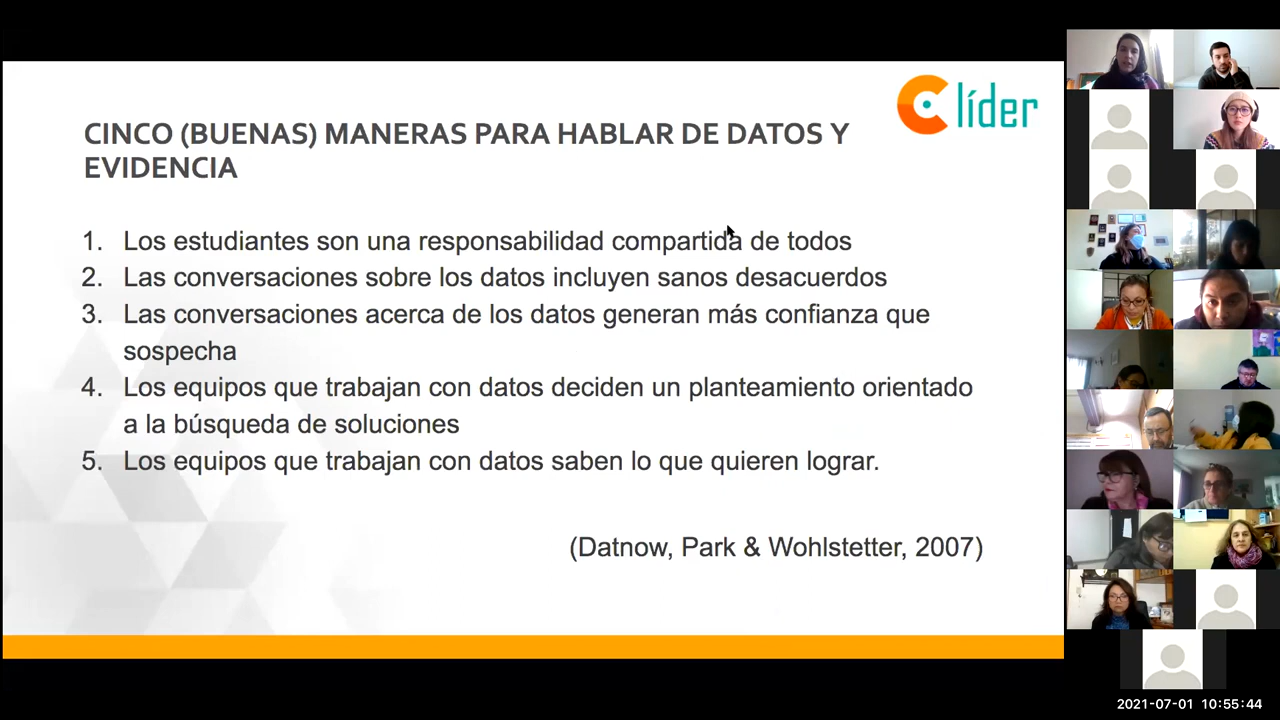 líder
CINCO (BUENAS) MANERAS PARA HABLAR DE DATOS Y
EVIDENCIA
1. Los estudiantes son una responsabilidad compartida de todos
2. Las conversaciones sobre los datos incluyen sanos desacuerdos
3. Las conversaciones acerca de los datos generan más confianza que
sospecha
4. Los equipos que trabajan con datos deciden un planteamiento orientado
a la búsqueda de soluciones
5. Los equipos que trabajan con datos saben lo que quieren lograr.
(Datnow, Park & Wohlstetter, 2007)
2021-07-01 10:55:44